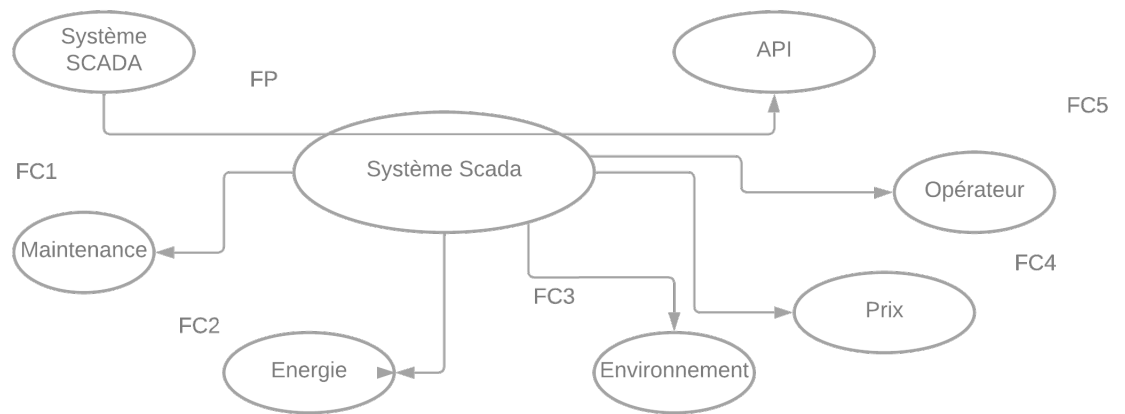 Système
SCADA
API
FP
FC5
Système Scada
FC1
Opérateur
Maintenance
FC4
FC3
Prix
FC2
Energie
Environnement